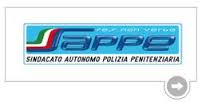 res non verba
Sappe
SINDACATO AUTONOMO POLIZIA PENITENZIARIA